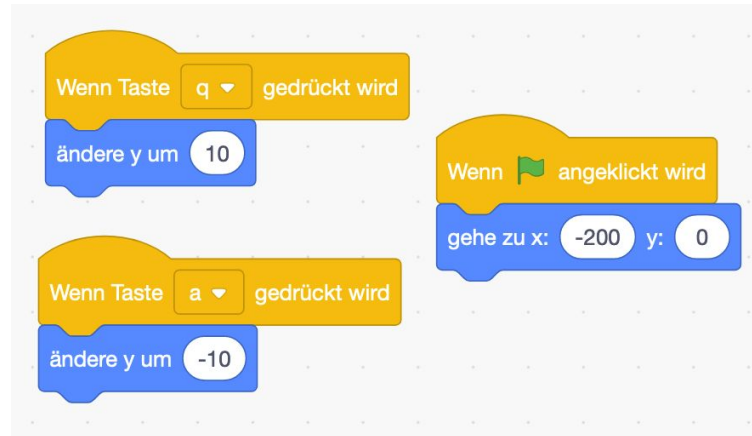 Wenn Taste q gedrückt wird
ändere y um 10
Wenn Taste a gedrückt wird
ändere y um -10
Wenn angeklickt wird
gehe zu x: -200 y: 0